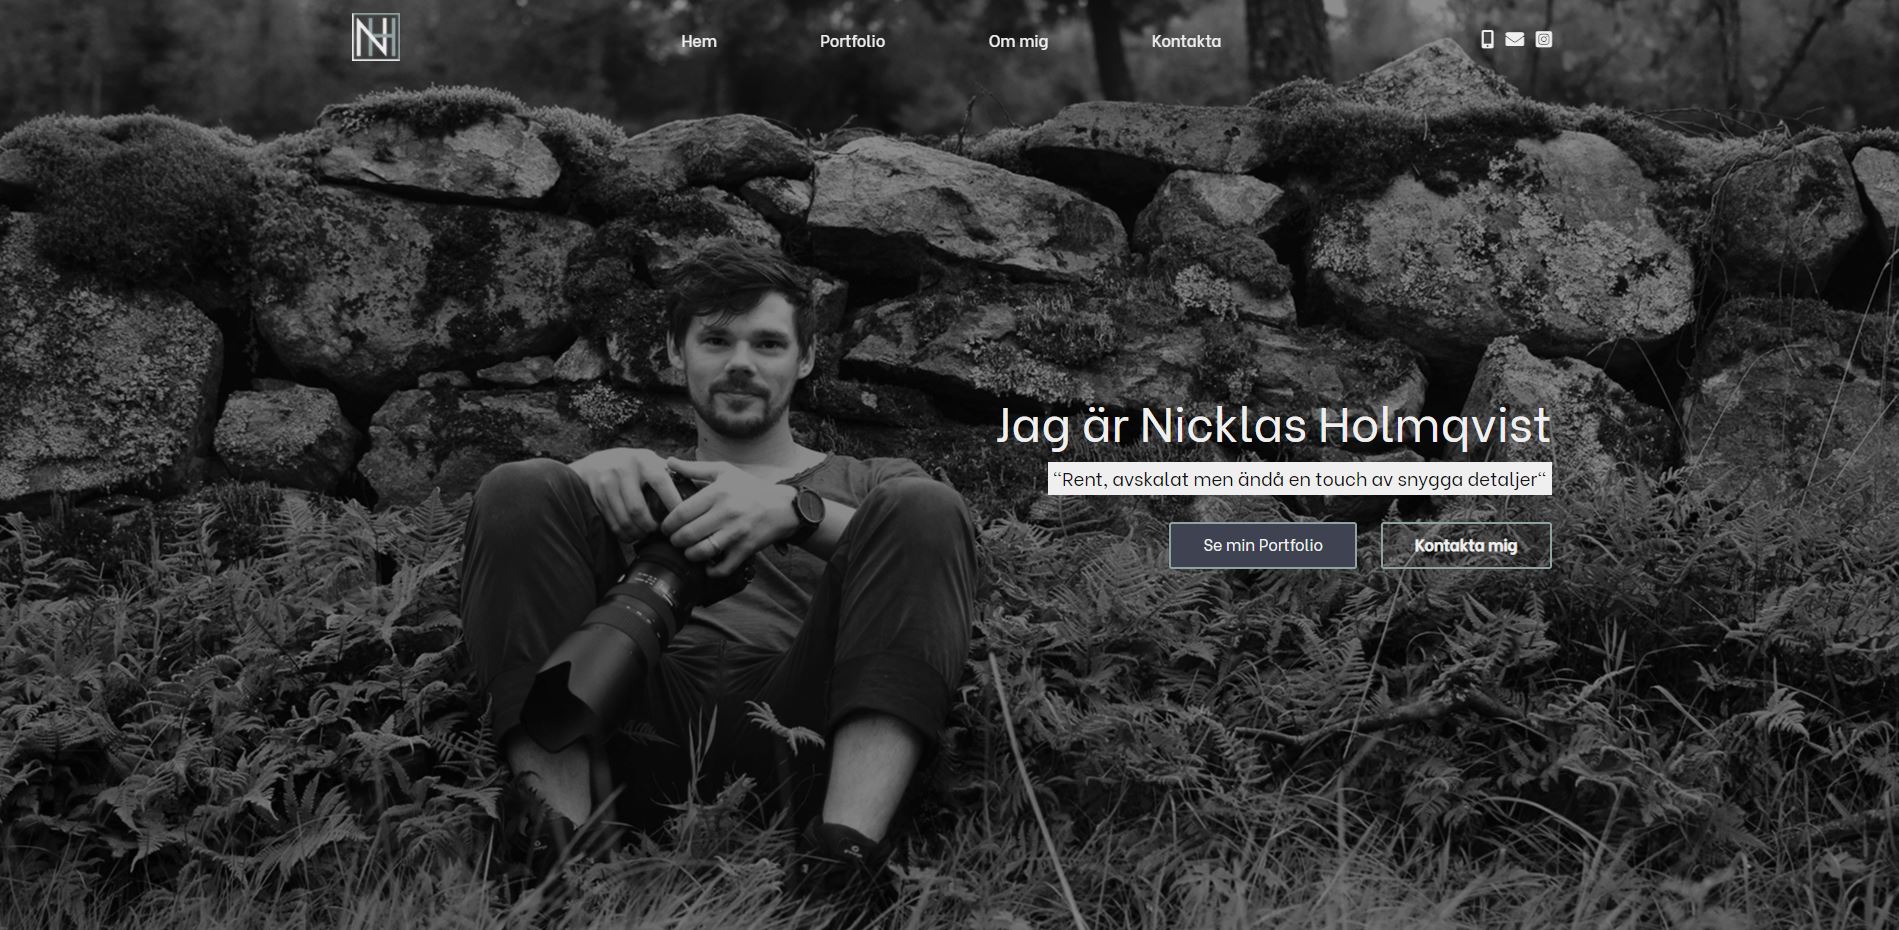 NH
Hem
Portfolio
Om mig
Kontakta
Jag är Nicklas Holmqvist
“Rent, avskalat men ändå en touch av snygga detaljer“
Se min Portfolio
Kontakta mig